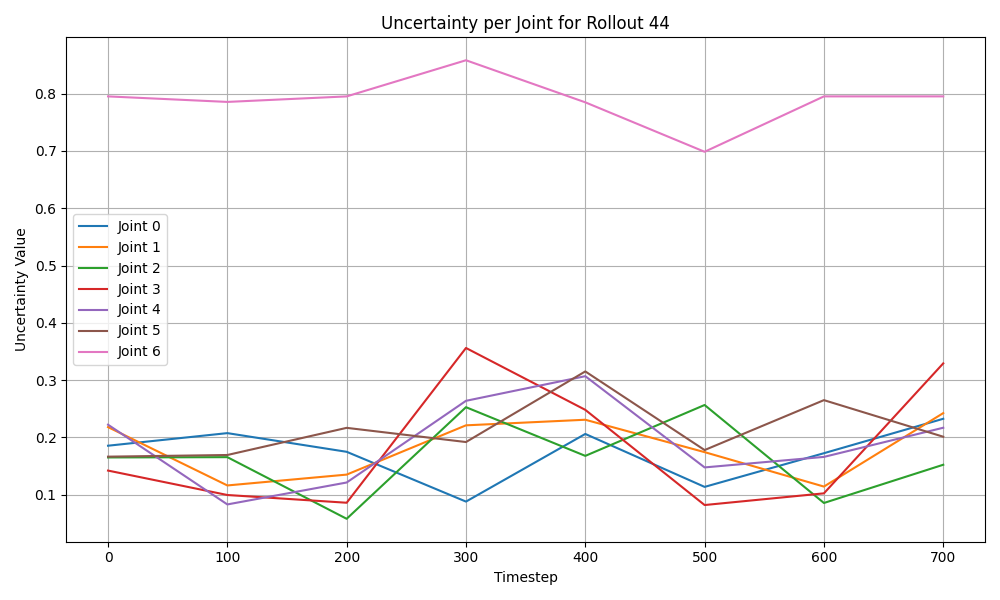 Uncertainty per Joint for Rollout 44
Uncertainty Value
0.8
0.7
0.6
0.5
0.4
0.3
0.2
0.1
Joint 0
Joint 1
Joint 2
Joint 3
Joint 4
Joint 5
Joint 6
0 100 200 300 400 500 600 700
Timestep